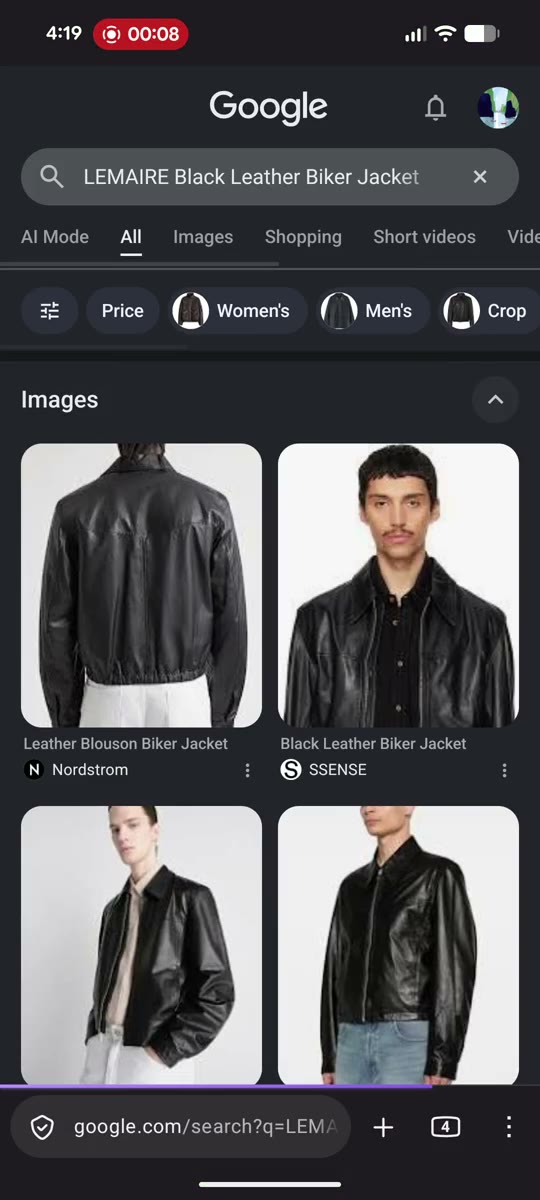 4:19
00:08
Google
LEMAIRE Black Leather Biker Jacket
AI Mode All Images Shopping Short videos Vide
Price Women's Men's Crop
Images
Leather Blouson Biker Jacket
N Nordstrom
Black Leather Biker Jacket
S SSENSE
google.com/search?q=LEMA
4